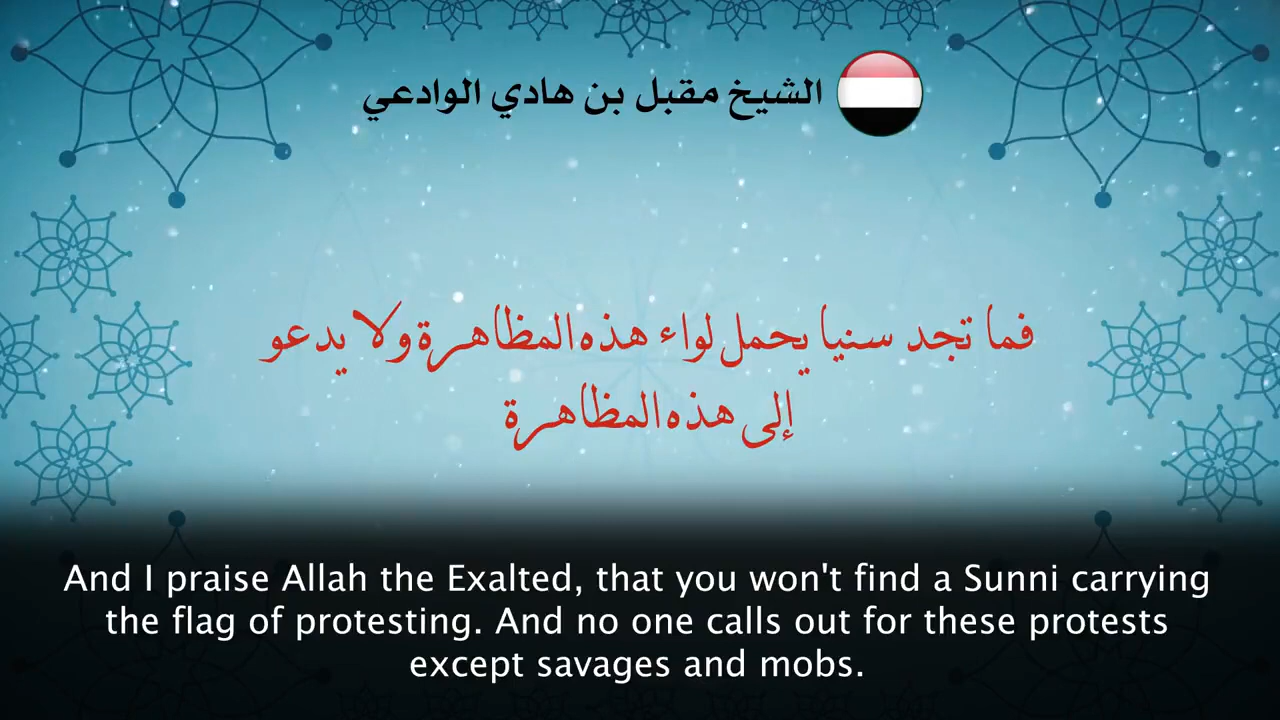 الشيخ مقبل بن هادي الوادعي
فما تجد سنيا يحمل لواء هذه المظاهرة ولا يدعو
إلى هذه المظاهرة
And I praise Allah the Exalted, that you won't find a Sunni carrying
the flag of protesting. And no one calls out for these protests
except savages and mobs.